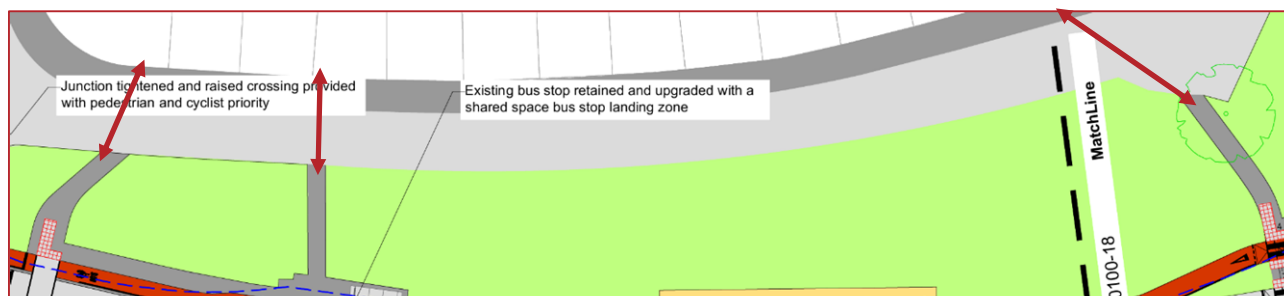 Junction tightened and raised crossing provided
with pedestrian and cyclist priority
Existing bus stop retained and upgraded with a
shared space bus stop landing zone
MatchLine
0100-18